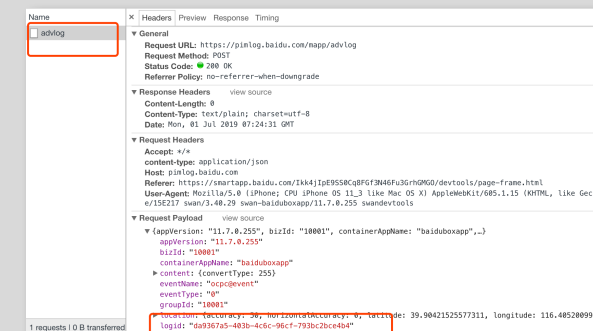 Name
× Headers Preview Response Timing
advlog
▼ General
Request URL: https://pimlog.baidu.com/mapp/advlog
Request Method: POST
Status Code: 200 OK
Referrer Policy: no-referrer-when-downgrade
▼ Response Headers view source
Content-Length: 0
Content-Type: text/plain; charset=utf-8
Date: Mon, 01 Jul 2019 07:24:31 GMT
▼ Request Headers
Accept: */*
content-type: application/json
Host: pimlog.baidu.com
Referer: https://smartapp.baidu.com/Ikk4jIpE9SS0Cq8FGf3N46Fu3GrhGMGO/devtools/page-frame.html
User-Agent: Mozilla/5.0 (iPhone; CPU iPhone OS 11_3 like Mac OS X) AppleWebKit/605.1.15 (KHTML, like Gec
e/15E217 swan/3.40.29 swan-baiduboxapp/11.7.0.255 swandevtools
▼ Request Payload view source
▼ {appVersion: "11.7.0.255", bizId: "10001", containerAppName: "baiduboxapp",…}
appVersion: "11.7.0.255"
bizId: "10001"
containerAppName: "baiduboxapp"
▶ content: {convertType: 255}
eventName: "ocpc@event"
eventType: "0"
groupId: "10001"
▶ location: {accuracy: 30, horizontalAccuracy: 0, latitude: 39.90421525577311, longitude: 116.40520099
logid: "da9367a5-403b-4c6c-96cf-793bc2bce4b4"
1 requests | 0 B transferred